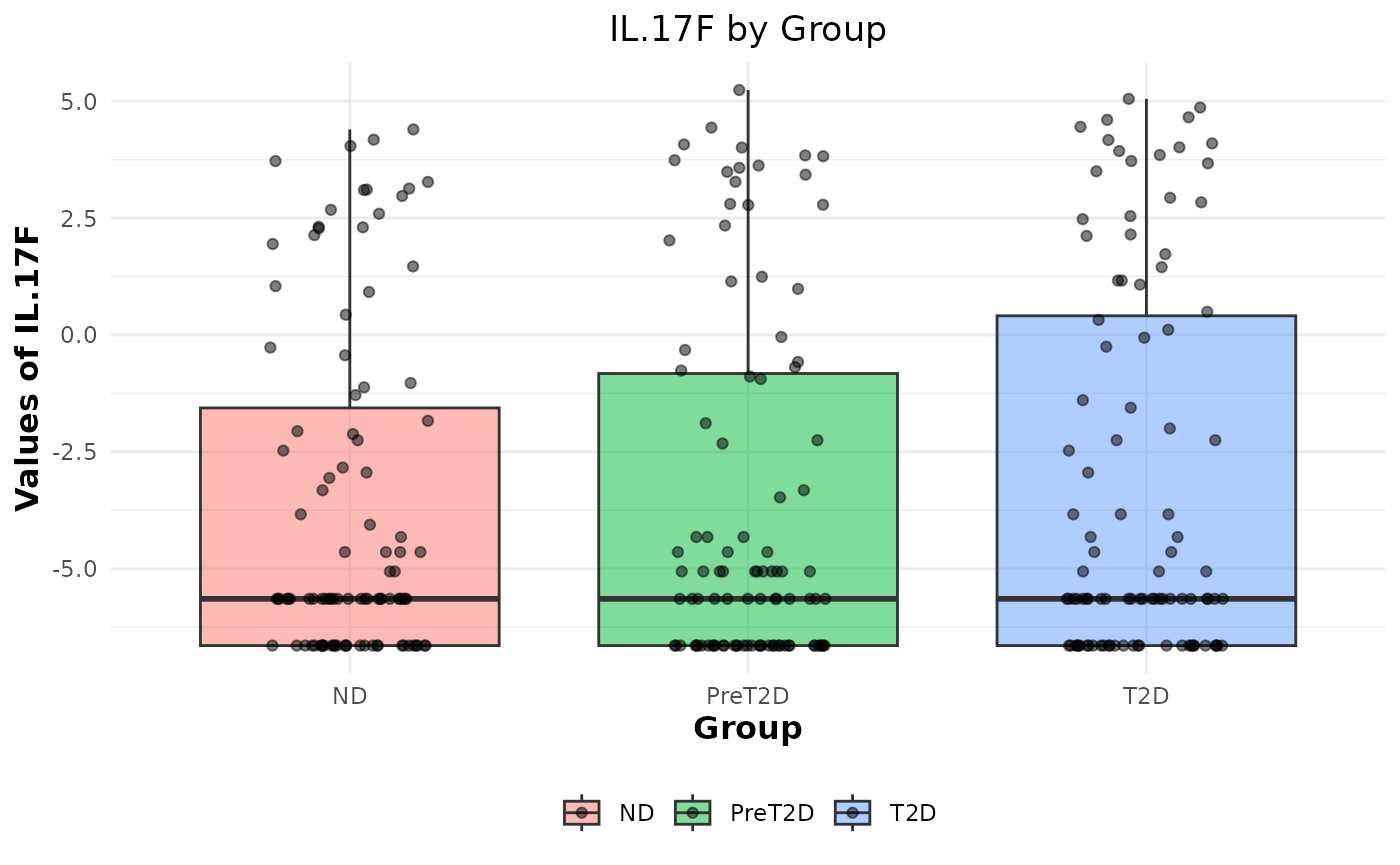 IL.17F by Group
Values of IL.17F
5.0
2.5
0.0
-2.5
-5.0
ND
PreT2D
T2D
Group
ND
PreT2D
T2D